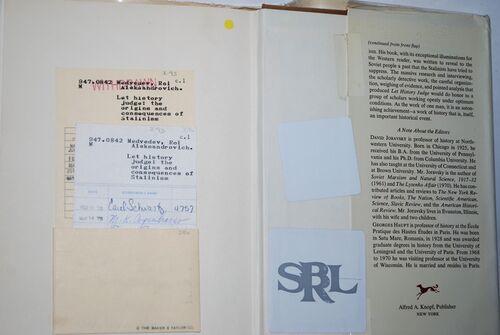 947.0842 Medvedev, Roi c.1
M Aleksandrovich.
WITHDRAWN
Let history
judge: the
origins and
consequences of
Stalinism
947.0842 Medvedev, Roi c.1
M Aleksandrovich.
Let history
judge: the
origins and
consequences of
Stalinism
Carl Schwartz 4757
© THE BAKER & TAYLOR CO.
SRL
(continued from front flap)
ism. His book, with its exceptional illuminations for
the Western reader, was written to reveal to the
Soviet people a past that the Stalinists have tried to
suppress. The massive research and interviewing,
the scholarly detective work, the careful organiza-
tion, weighing of evidence, and pointed analysis that
produced Let History Judge would do honor to a
group of scholars working openly under optimum
conditions. As the work of one man, it is an aston-
ishing achievement—a work of history that is, itself,
an important historical event.
A Note About the Editors
DAVID JORAVSKY is professor of history at North-
western University. Born in Chicago in 1925, he
received his B.A. from the University of Pennsyl-
vania and his Ph.D. from Columbia University. He
has also taught at the University of Connecticut and
at Brown University. Mr. Joravsky is the author of
Soviet Marxism and Natural Science, 1917–32
(1961) and The Lysenko Affair (1970). He has con-
tributed articles and reviews to The New York Re-
view of Books, The Nation, Scientific American,
Science, Slavic Review, and the American Histori-
cal Review. Mr. Joravsky lives in Evanston, Illinois,
with his wife and two children.
GEORGES HAUPT is professor of history at the École
Pratique des Hautes Études in Paris. He was born
in Satu Mare, Romania, in 1928 and was awarded
graduate degrees in history from the University of
Leningrad and the University of Paris. From 1968
to 1970 he was visiting professor at the University
of Wisconsin. He is married and resides in Paris.
Alfred A. Knopf, Publisher
NEW YORK